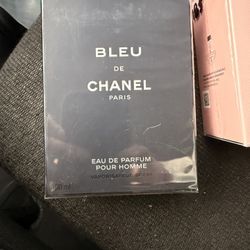 BLEU
DE
CHANEL
PARIS
EAU DE PARFUM
POUR HOMME